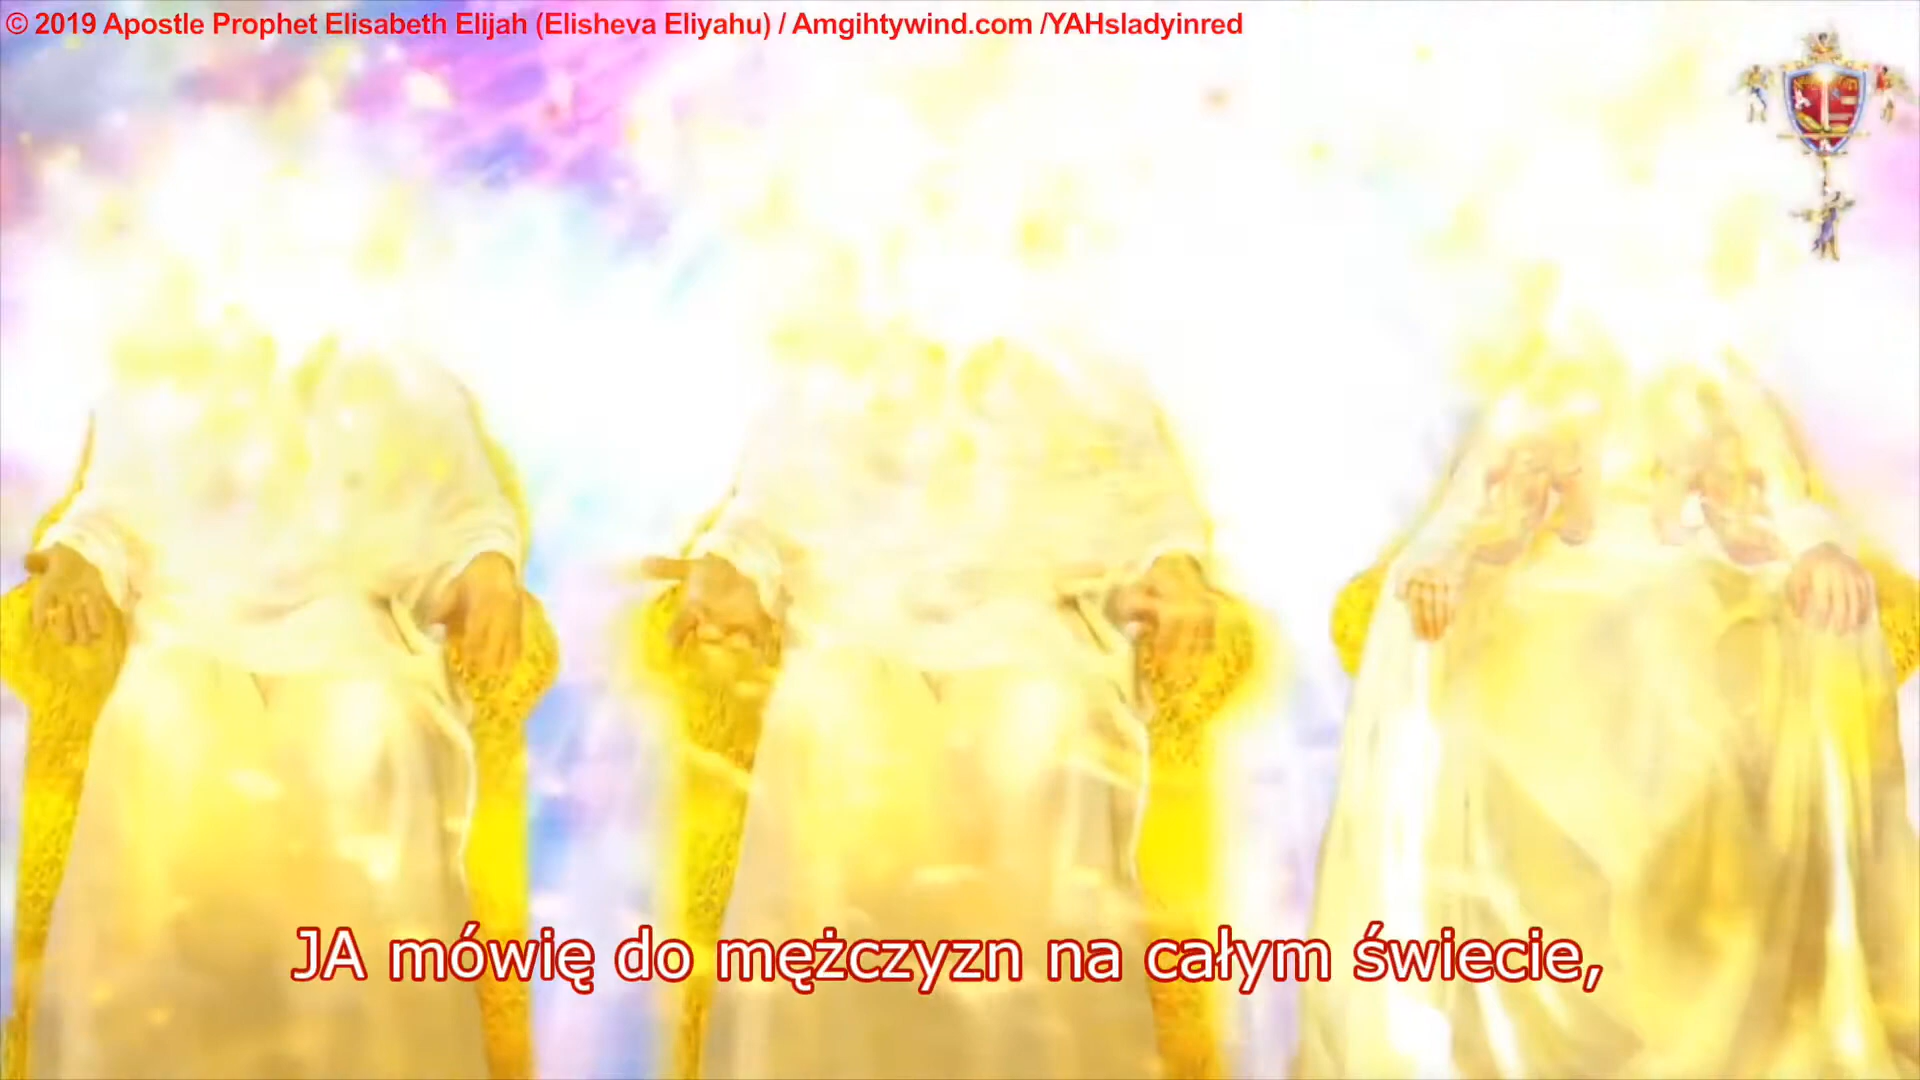 © 2019 Apostle Prophet Elisabeth Elijah (Elisheva Eliyahu) / Amgihtywind.com /YAHsladyinred
JA mówię do mężczyzn na całym świecie,